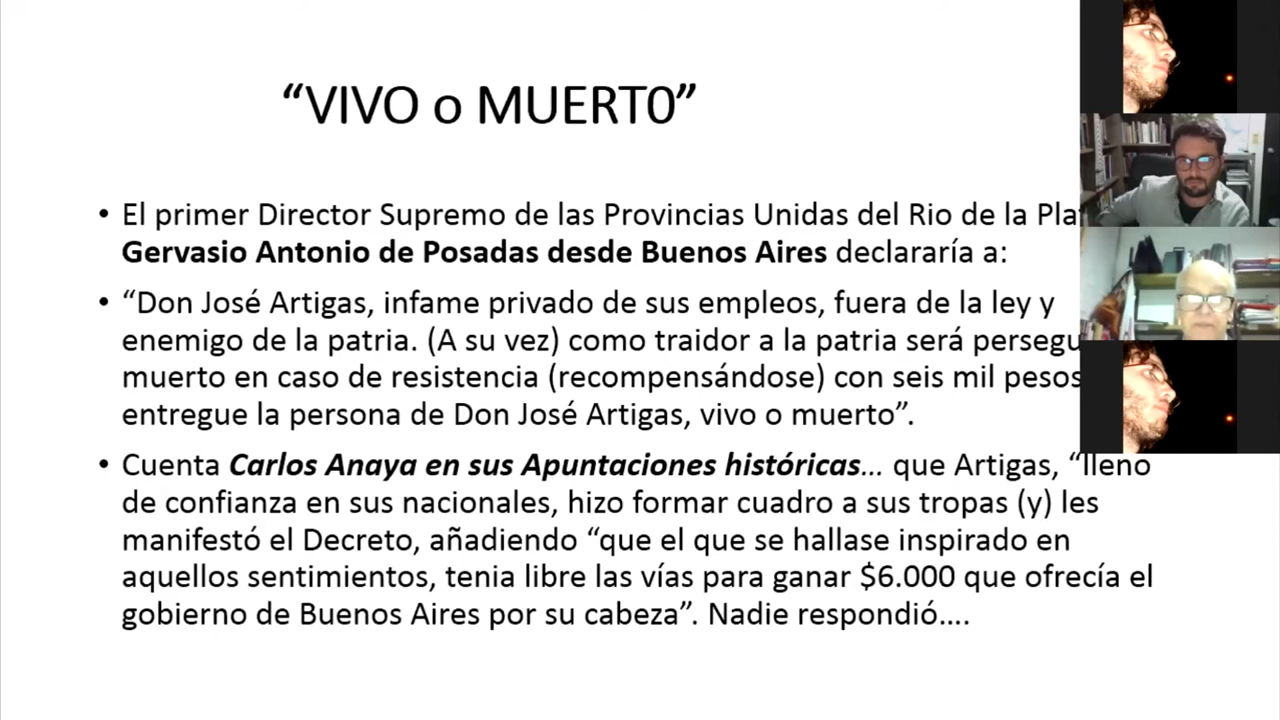 “VIVO o MUERT0”
• El primer Director Supremo de las Provincias Unidas del Rio de la
Gervasio Antonio de Posadas desde Buenos Aires declararía a:
• “Don José Artigas, infame privado de sus empleos, fuera de la ley y
enemigo de la patria. (A su vez) como traidor a la patria será
muerto en caso de resistencia (recompensándose) con seis mil pesos
entregue la persona de Don José Artigas, vivo o muerto”.
• Cuenta Carlos Anaya en sus Apuntaciones históricas... que Artigas, “lleno
de confianza en sus nacionales, hizo formar cuadro a sus tropas (y) les
manifestó el Decreto, añadiendo “que el que se hallase inspirado en
aquellos sentimientos, tenia libre las vías para ganar $6.000 que ofrecía el
gobierno de Buenos Aires por su cabeza”. Nadie respondió....